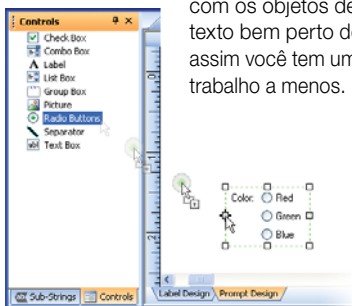 com os objetos de
texto bem perto de
assim você tem um
trabalho a menos.
Controls
Check Box
Combo Box
Label
List Box
Group Box
Picture
Radio Buttons
Separator
Text Box
Color:
Red
Green
Blue
Sub-Strings
Controls
Label Design
Prompt Design